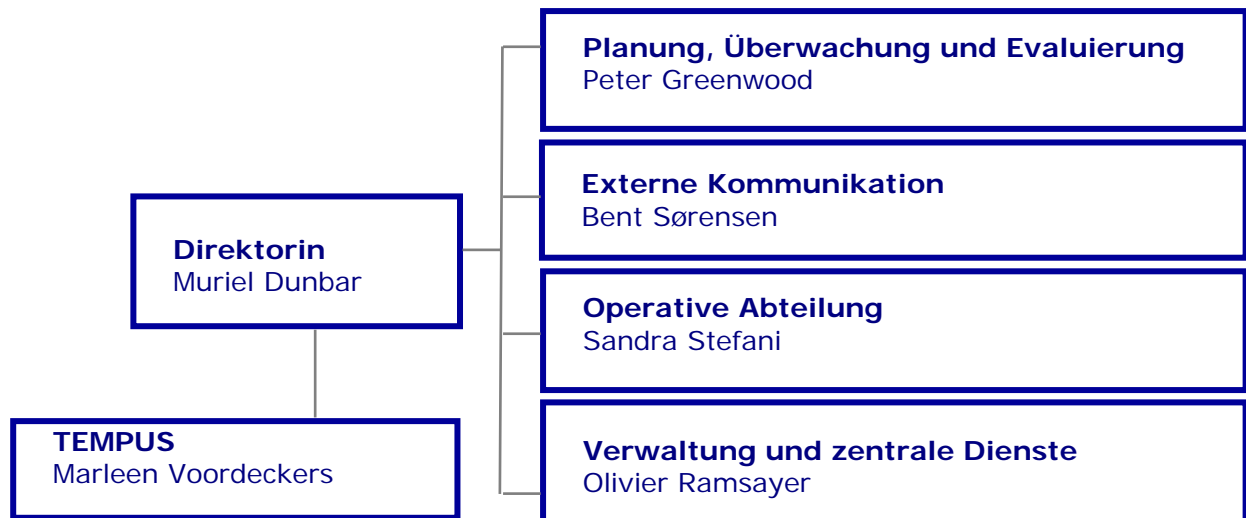 Planung, Überwachung und Evaluierung
Peter Greenwood
Externe Kommunikation
Bent Sørensen
Direktorin
Muriel Dunbar
Operative Abteilung
Sandra Stefani
TEMPUS
Marleen Voordeckers
Verwaltung und zentrale Dienste
Olivier Ramsayer